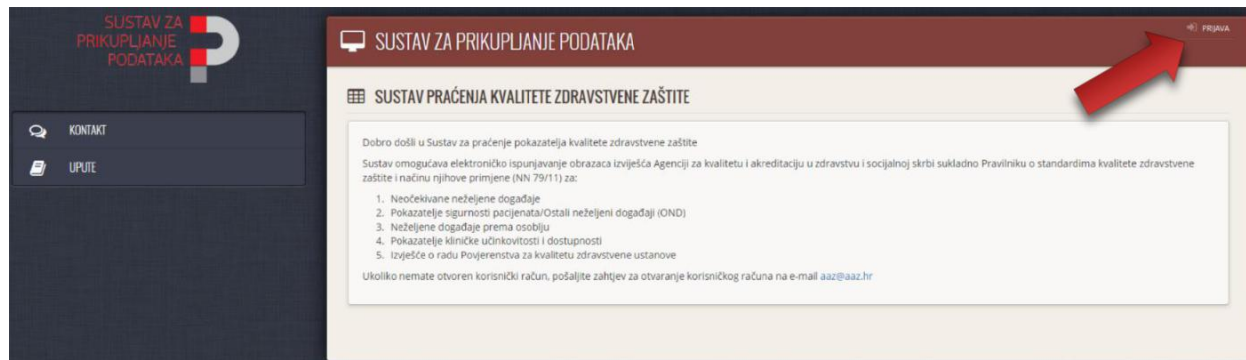 SUSTAV ZA
PRIKUPLJANJE
PODATAKA
KONTAKT
UPUTE
SUSTAV ZA PRIKUPLJANJE PODATAKA
PRIJAVA
SUSTAV PRAĆENJA KVALITETE ZDRAVSTVENE ZAŠTITE
Dobro došli u Sustav za praćenje pokazatelja kvalitete zdravstvene zaštite
Sustav omogućava elektroničko ispunjavanje obrazaca izviješća Agenciji za kvalitetu i akreditaciju u zdravstvu i socijalnoj skrbi sukladno Pravilniku o standardima kvalitete zdravstvene
zaštite i načinu njihove primjene (NN 79/11) za:
1. Neočekivane neželjene događaje
2. Pokazatelje sigurnosti pacijenata/Ostali neželjeni događaji (OND)
3. Neželjene događaje prema osoblju
4. Pokazatelje kliničke učinkovitosti i dostupnosti
5. Izvješće o radu Povjerenstva za kvalitetu zdravstvene ustanove
Ukoliko nemate otvoren korisnički račun, pošaljite zahtjev za otvaranje korisničkog računa na e-mail aaz@aaz.hr